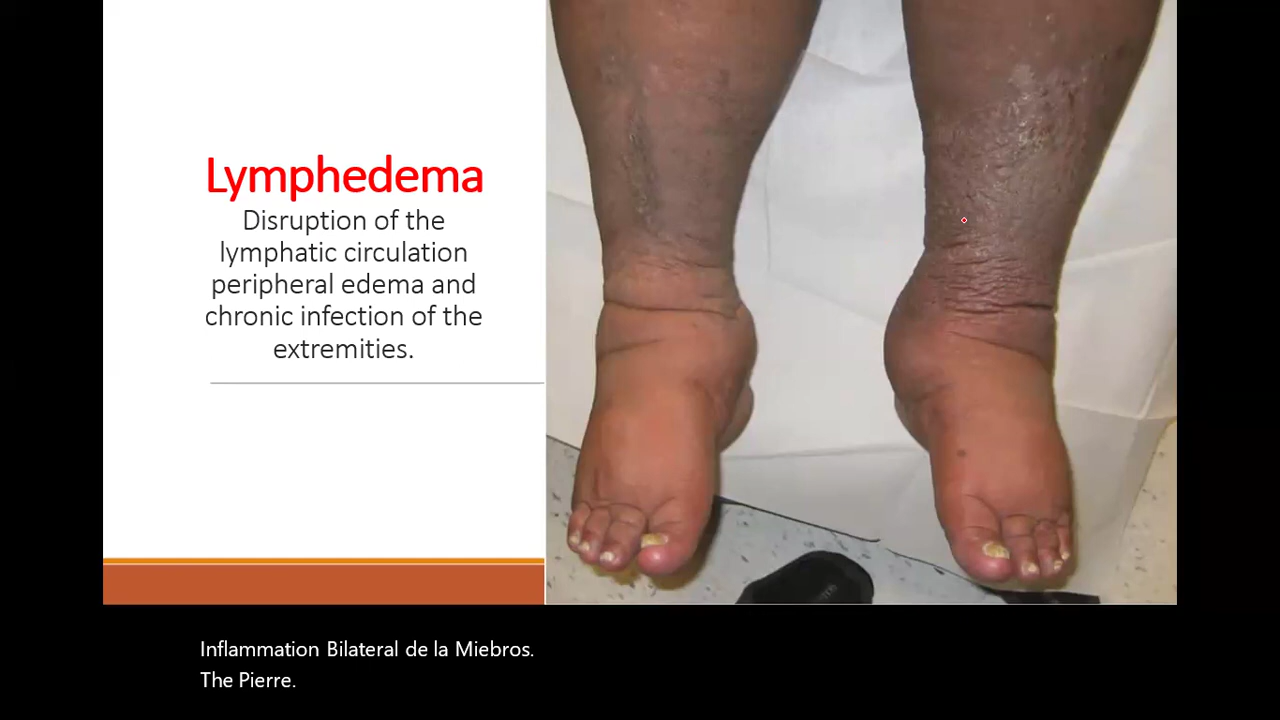 Lymphedema
Disruption of the
lymphatic circulation
peripheral edema and
chronic infection of the
extremities.
Inflammation Bilateral de la Miebros.
The Pierre.